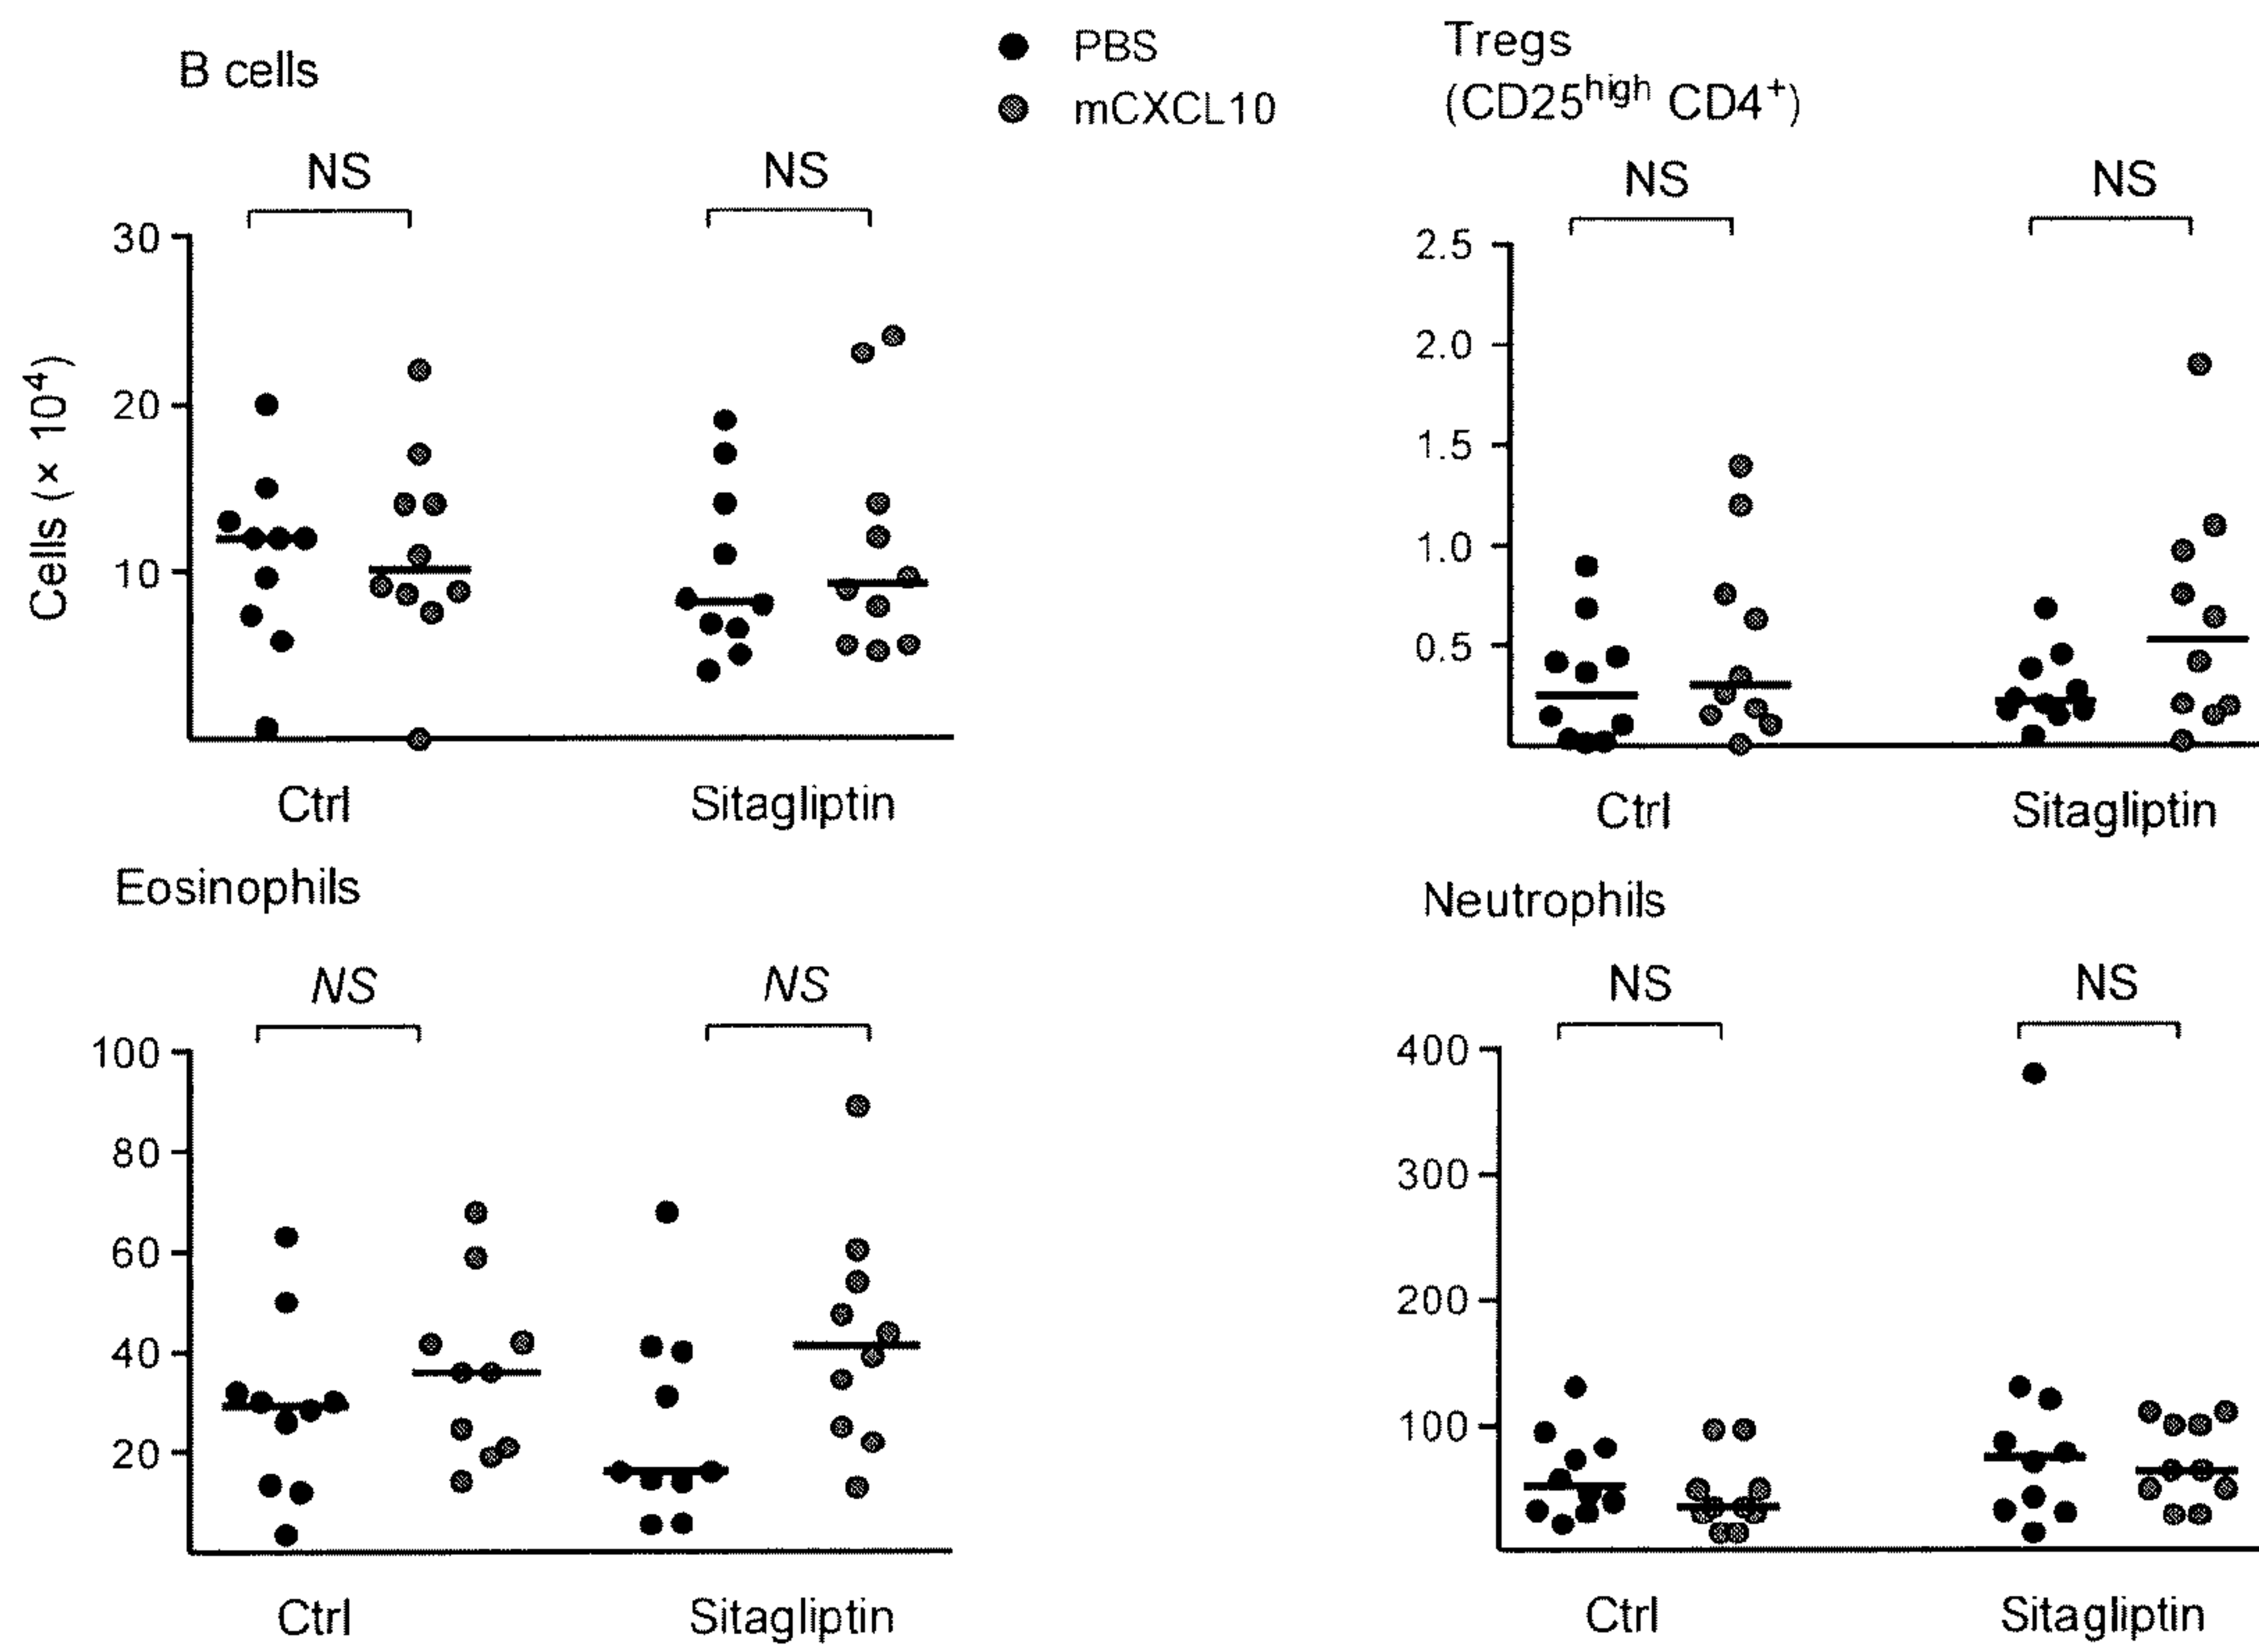 B cells
PBS
mCXCL10
Tregs
(CD25high CD4+)
NS
NS
NS
NS
Cells (× 104)
30
20
10
2.5
2.0
1.5
1.0
0.5
Ctrl
Sitagliptin
Ctrl
Sitagliptin
Eosinophils
Neutrophils
NS
NS
NS
NS
100
80
60
40
20
400
300
200
100
Ctrl
Sitagliptin
Ctrl
Sitagliptin